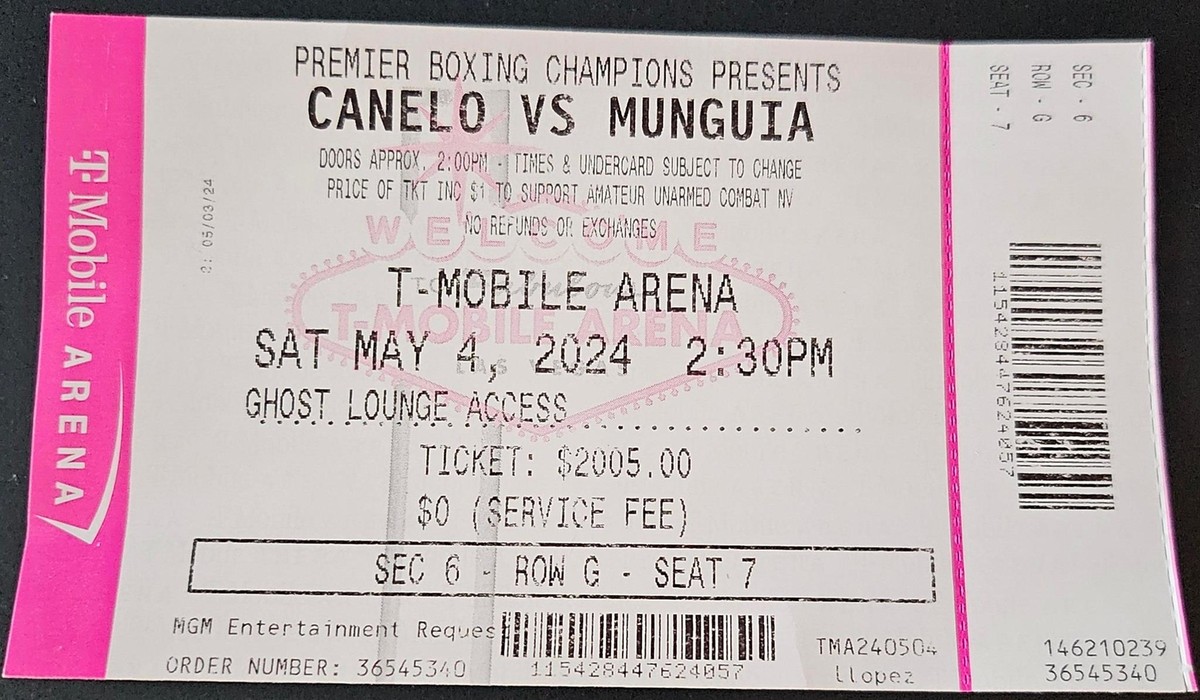 T Mobile ARENA
05/03/24
PREMIER BOXING CHAMPIONS PRESENTS
CANELO VS MUNGUIA
DOORS APPROX. 2:00PM - TIMES & UNDERCARD SUBJECT TO CHANGE
PRICE OF TKT INC $1 TO SUPPORT AMATEUR UNARMED COMBAT NV
NO REFUNDS OR EXCHANGES
WELCOME
T-MOBILE ARENA
T-MOBILE ARENA
SAT MAY 4, 2024 2:30PM
LAS VEGAS
GHOST LOUNGE ACCESS
TICKET: $2005.00
$0 (SERVICE FEE)
SEC 6 - ROW G - SEAT 7
MGM Entertainment Reques
ORDER NUMBER: 36545340
115428447624057
TMA240504
Llopez
SEC - 6
ROW - G
SEAT - 7
115428447624057
146210239
36545340